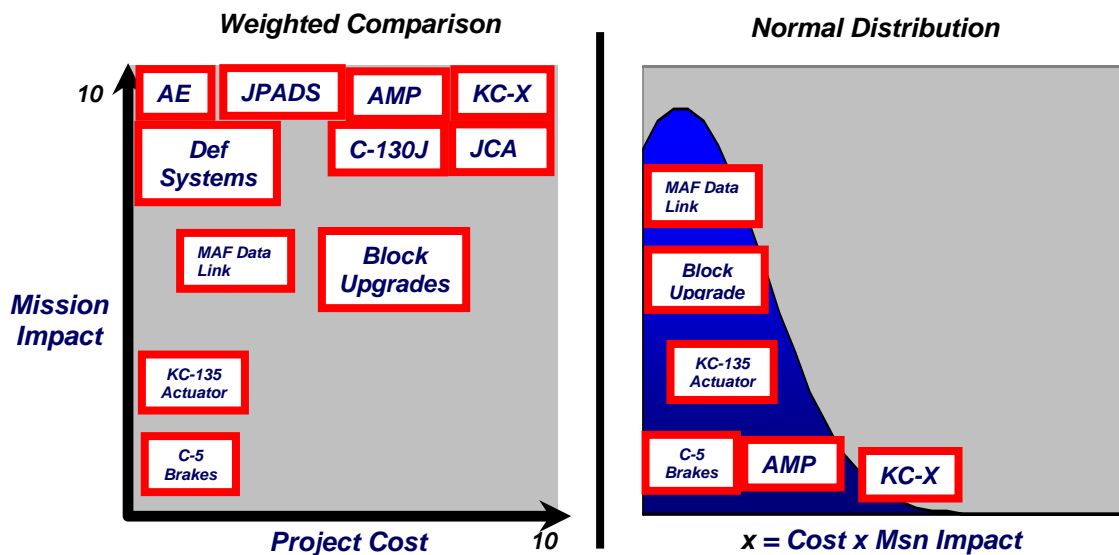 Weighted Comparison
10
AE
JPADS
AMP
KC-X
Def
Systems
C-130J
JCA
MAF Data
Link
Block
Upgrades
Mission
Impact
KC-135
Actuator
C-5
Brakes
Project Cost
10
Normal Distribution
MAF Data
Link
Block
Upgrade
KC-135
Actuator
C-5
Brakes
AMP
KC-X
x = Cost x Msn Impact